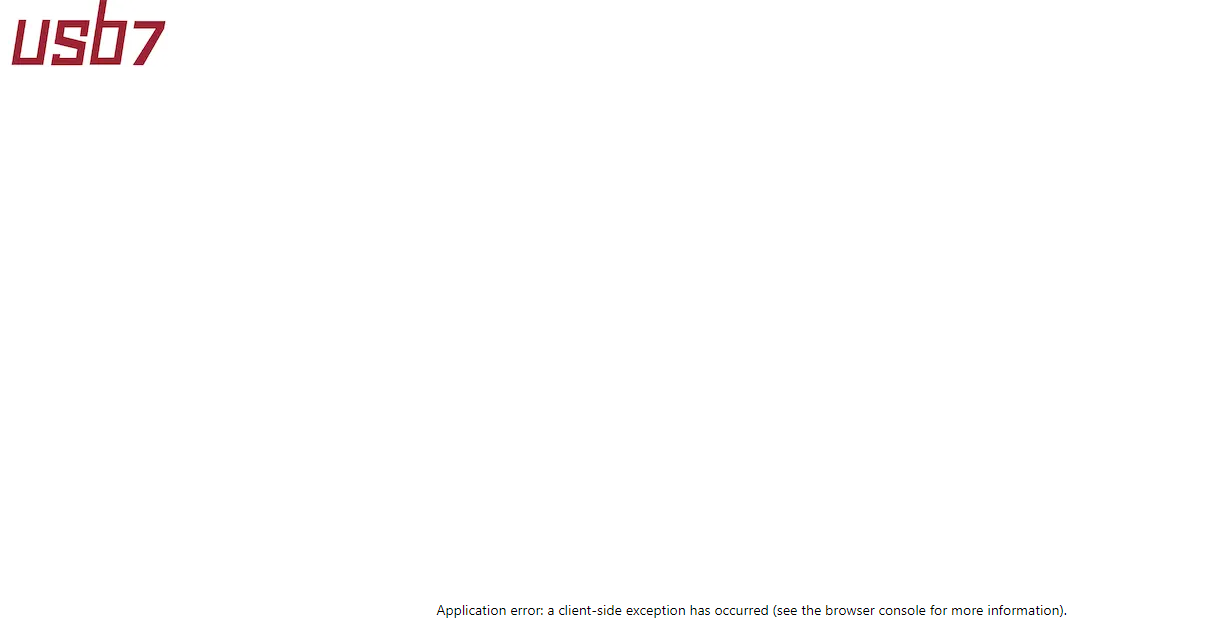 usb7
Application error: a client-side exception has occurred (see the browser console for more information).